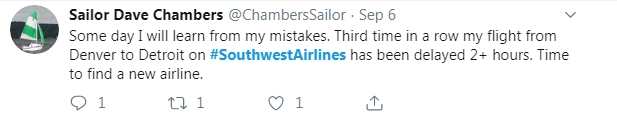 Sailor Dave Chambers @ChambersSailor · Sep 6
Some day I will learn from my mistakes. Third time in a row my flight from
Denver to Detroit on #SouthwestAirlines has been delayed 2+ hours. Time
to find a new airline.
1 1 1